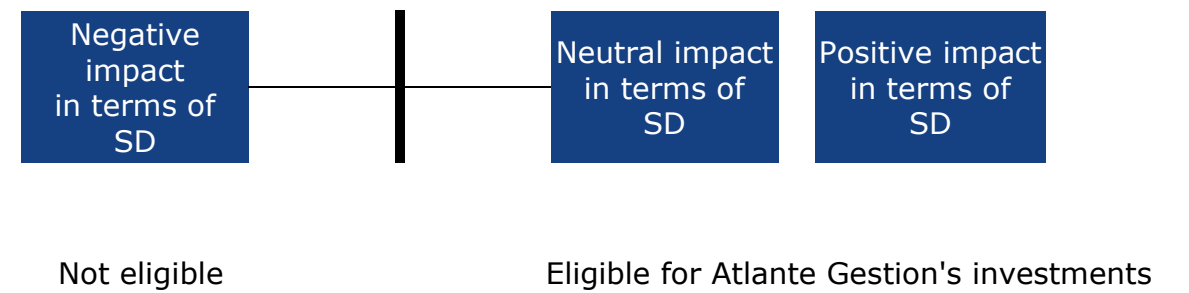 Negative
impact
in terms of
SD
Neutral impact
in terms of
SD
Positive impact
in terms of
SD
Not eligible
Eligible for Atlante Gestion's investments